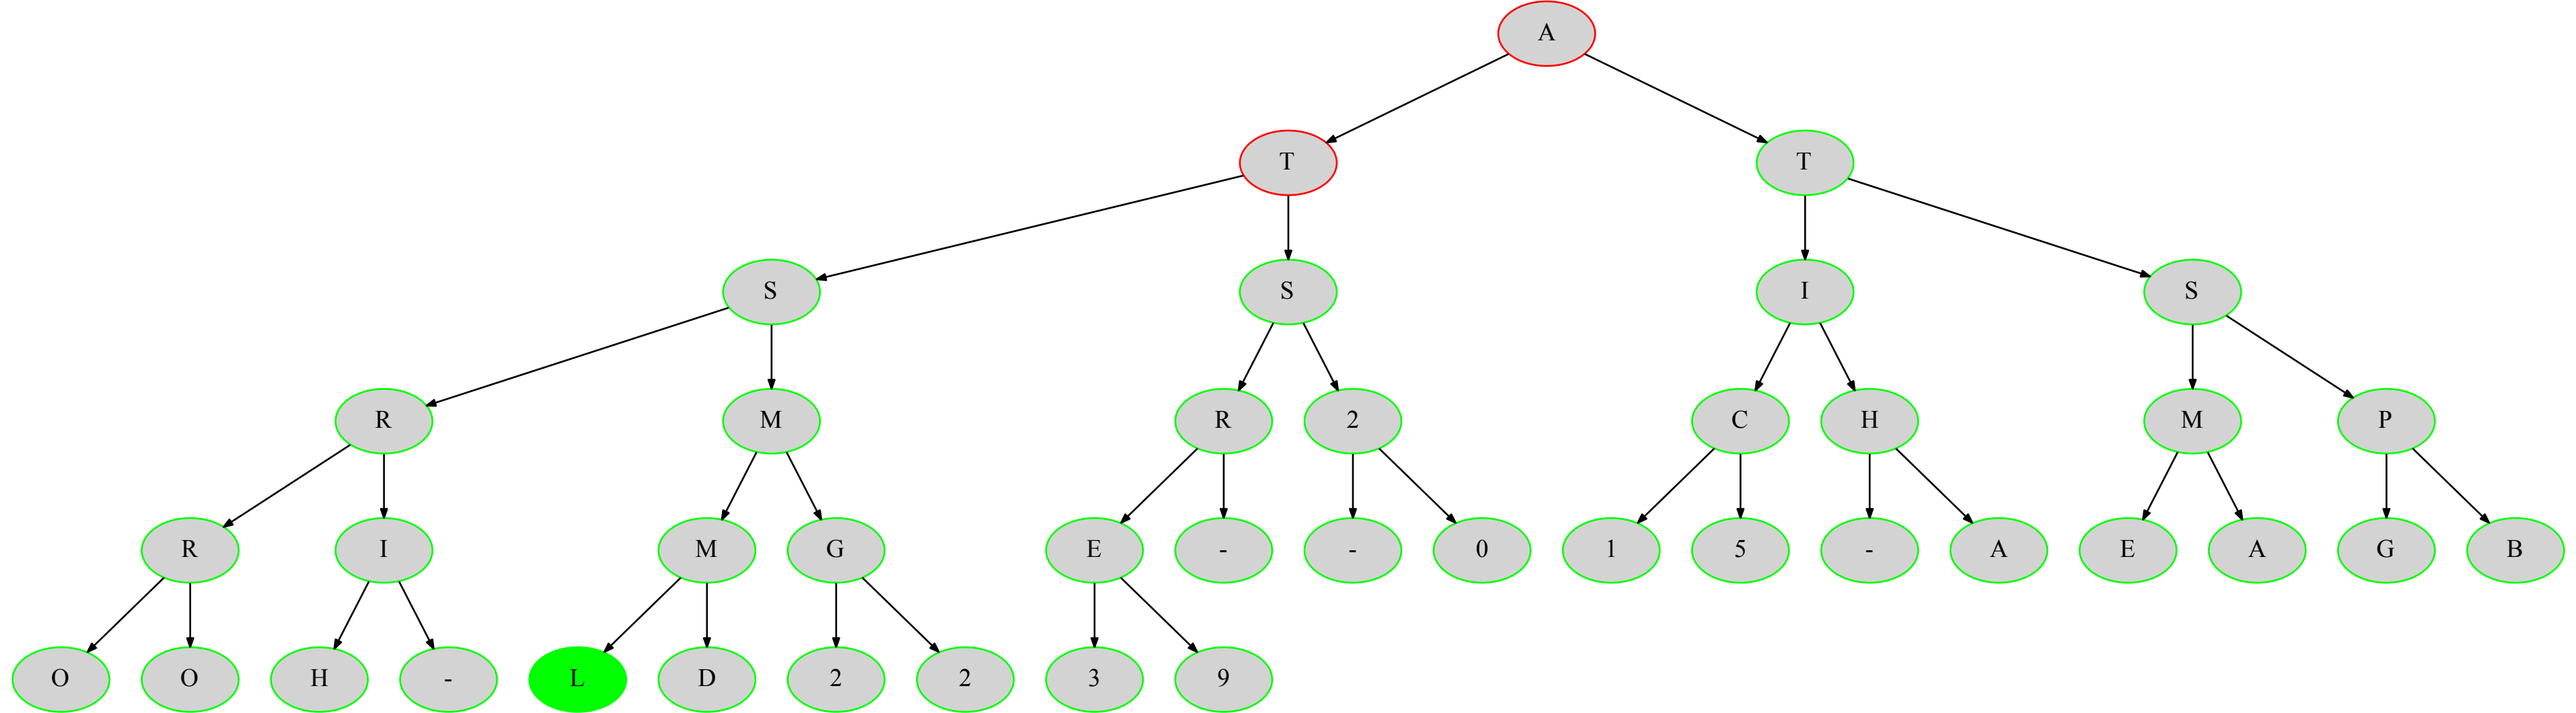 A
T T
S S I S
R M R 2 C H M P
R I M G E - - 0 1 5 - A E A G B
O O H - L D 2 2 3 9